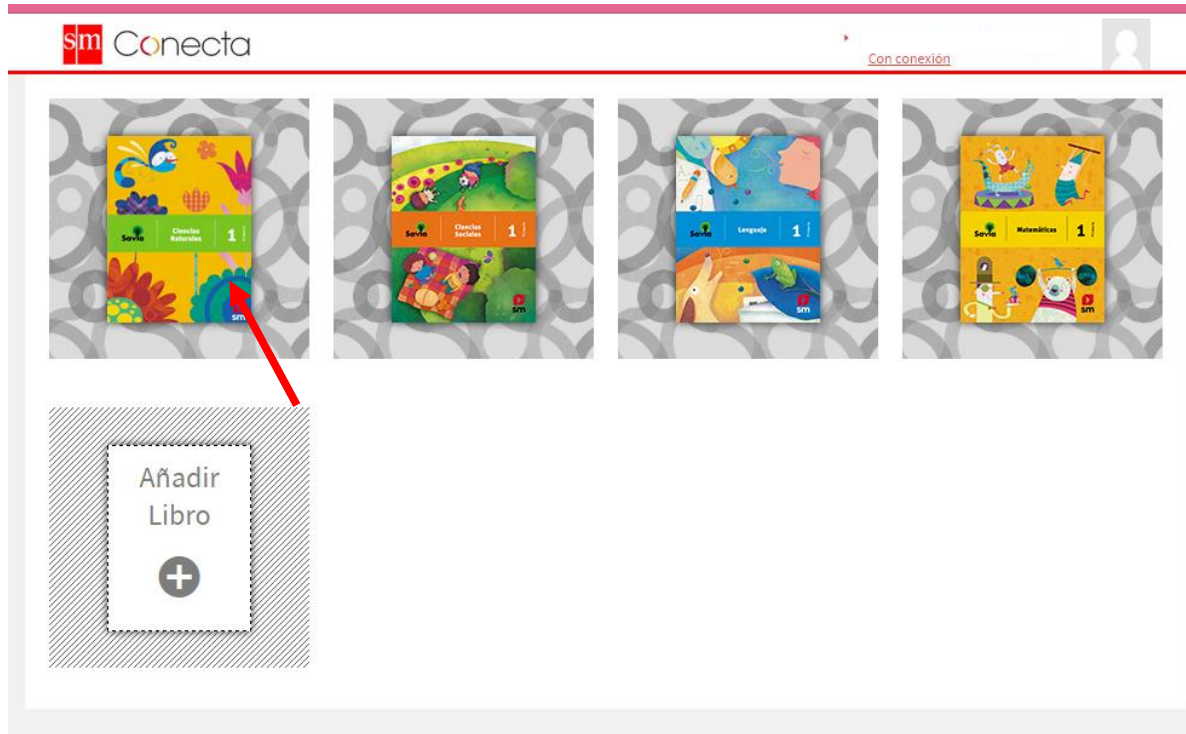 sm Conecta
Con conexión
Savia
Ciencias
Naturales
1
sm
Savia
Ciencias
Sociales
1
sm
Savia
Lenguaje
1
sm
Savia
Matemáticas
1
sm
Añadir
Libro